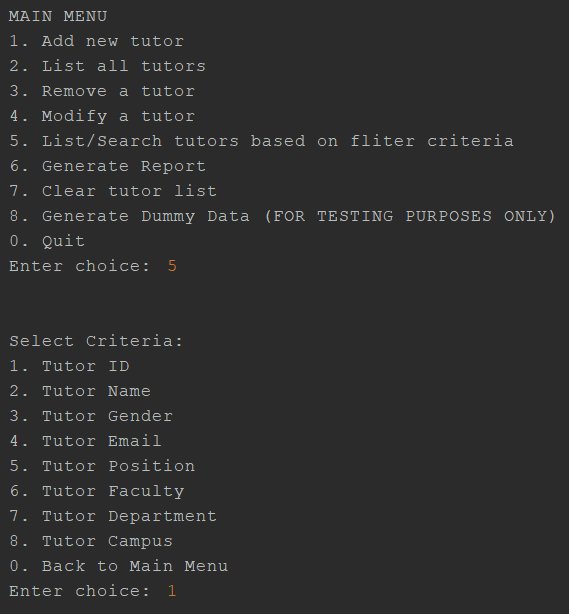 MAIN MENU
1. Add new tutor
2. List all tutors
3. Remove a tutor
4. Modify a tutor
5. List/Search tutors based on fliter criteria
6. Generate Report
7. Clear tutor list
8. Generate Dummy Data (FOR TESTING PURPOSES ONLY)
0. Quit
Enter choice: 5
Select Criteria:
1. Tutor ID
2. Tutor Name
3. Tutor Gender
4. Tutor Email
5. Tutor Position
6. Tutor Faculty
7. Tutor Department
8. Tutor Campus
0. Back to Main Menu
Enter choice: 1